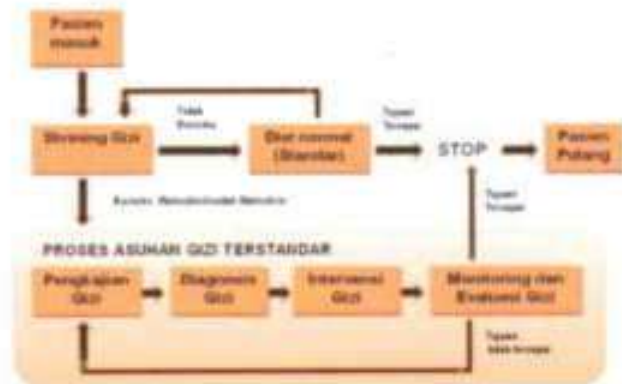 Pasien
masuk
Skrining Gizi
Tidak
Berisiko
Diet normal
(Standar)
Tujuan
Tercapai
STOP
Pasien
Pulang
Tujuan
Tercapai
PROSES ASUHAN GIZI TERSTANDAR
Pengkajian
Gizi
Diagnosis
Gizi
Intervensi
Gizi
Monitoring dan
Evaluasi Gizi
Tujuan
tidak tercapai